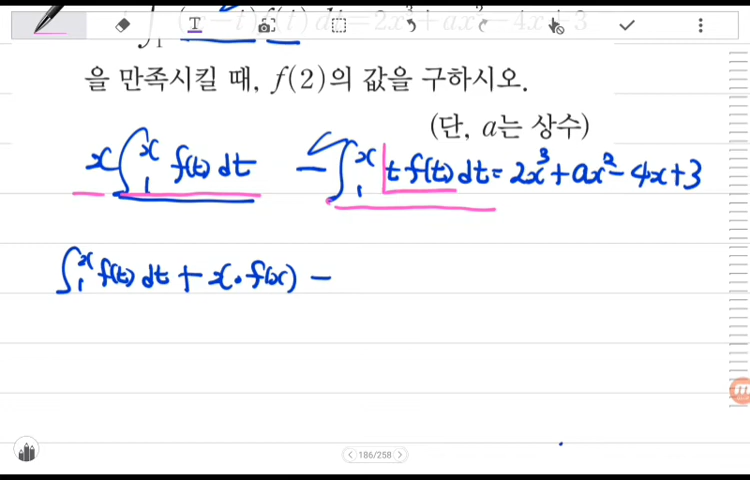 ∫₁ (x−t)f(t)dt=2x³+ax²−4x+3
을 만족시킬 때, f(2)의 값을 구하시오.
(단, a는 상수)
x∫₁ˣ f(t)dt − ∫₁ˣ t f(t)dt = 2x³+ax²−4x+3
∫₁ˣ f(t)dt + x·f(x) −
186/258